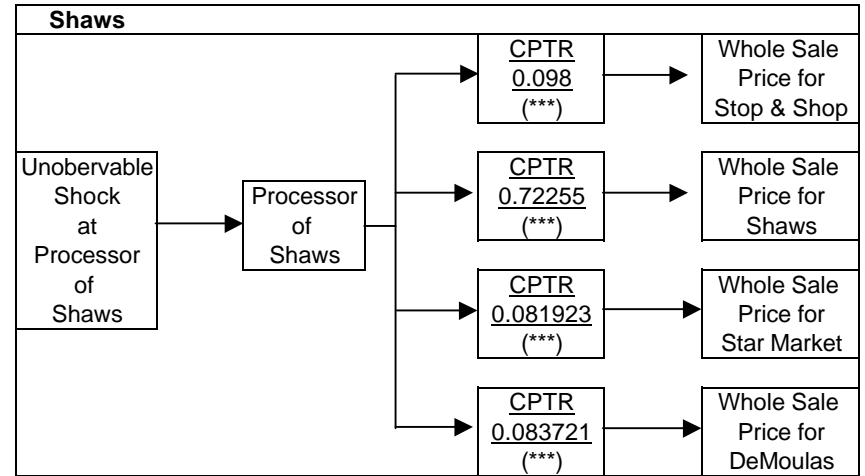 Shaws
Unobervable
Shock
at
Processor
of
Shaws
Processor
of
Shaws
CPTR
0.098
(***)
Whole Sale
Price for
Stop & Shop
CPTR
0.72255
(***)
Whole Sale
Price for
Shaws
CPTR
0.081923
(***)
Whole Sale
Price for
Star Market
CPTR
0.083721
(***)
Whole Sale
Price for
DeMoulas